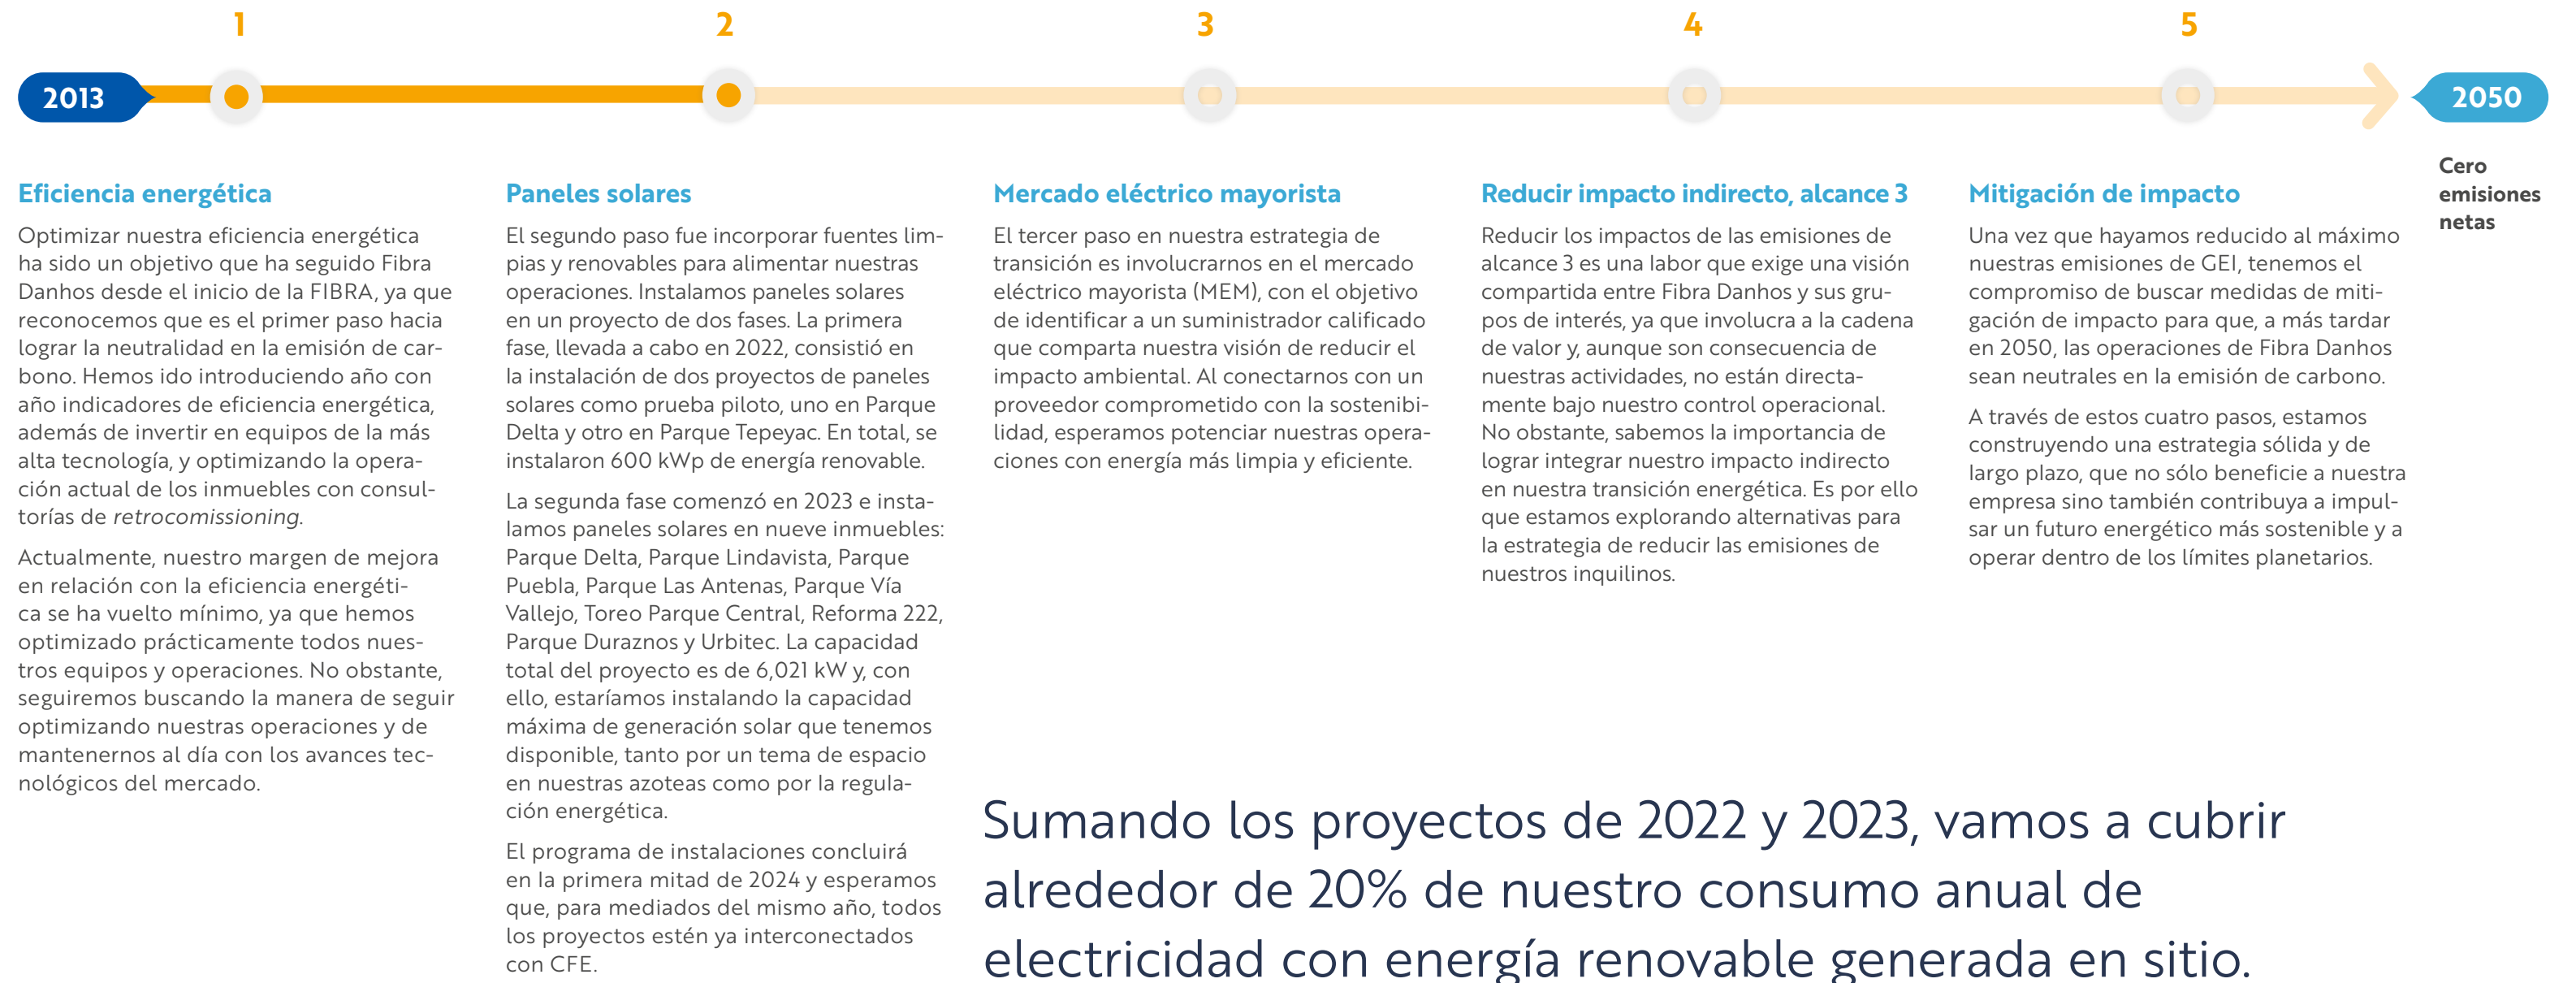 1
2
3
4
5
2013
2050
Cero
emisiones
netas
Eficiencia energética
Optimizar nuestra eficiencia energética
ha sido un objetivo que ha seguido Fibra
Danhos desde el inicio de la FIBRA, ya que
reconocemos que es el primer paso hacia
lograr la neutralidad en la emisión de car-
bono. Hemos ido introduciendo año con
año indicadores de eficiencia energética,
además de invertir en equipos de la más
alta tecnología, y optimizando la opera-
ción actual de los inmuebles con consul-
torías de retrocomissioning.
Actualmente, nuestro margen de mejora
en relación con la eficiencia energéti-
ca se ha vuelto mínimo, ya que hemos
optimizado prácticamente todos nues-
tros equipos y operaciones. No obstante,
seguiremos buscando la manera de seguir
optimizando nuestras operaciones y de
mantenernos al día con los avances tec-
nológicos del mercado.
Paneles solares
El segundo paso fue incorporar fuentes lim-
pias y renovables para alimentar nuestras
operaciones. Instalamos paneles solares
en un proyecto de dos fases. La primera
fase, llevada a cabo en 2022, consistió en
la instalación de dos proyectos de paneles
solares como prueba piloto, uno en Parque
Delta y otro en Parque Tepeyac. En total, se
instalaron 600 kWp de energía renovable.
La segunda fase comenzó en 2023 e insta-
lamos paneles solares en nueve inmuebles:
Parque Delta, Parque Lindavista, Parque
Puebla, Parque Las Antenas, Parque Vía
Vallejo, Toreo Parque Central, Reforma 222,
Parque Duraznos y Urbitec. La capacidad
total del proyecto es de 6,021 kW y, con
ello, estaríamos instalando la capacidad
máxima de generación solar que tenemos
disponible, tanto por un tema de espacio
en nuestras azoteas como por la regula-
ción energética.
El programa de instalaciones concluirá
en la primera mitad de 2024 y esperamos
que, para mediados del mismo año, todos
los proyectos estén ya interconectados
con CFE.
Mercado eléctrico mayorista
El tercer paso en nuestra estrategia de
transición es involucrarnos en el mercado
eléctrico mayorista (MEM), con el objetivo
de identificar a un suministrador calificado
que comparta nuestra visión de reducir el
impacto ambiental. Al conectarnos con un
proveedor comprometido con la sostenibi-
lidad, esperamos potenciar nuestras opera-
ciones con energía más limpia y eficiente.
Reducir impacto indirecto, alcance 3
Reducir los impactos de las emisiones de
alcance 3 es una labor que exige una visión
compartida entre Fibra Danhos y sus gru-
pos de interés, ya que involucra a la cadena
de valor y, aunque son consecuencia de
nuestras actividades, no están directa-
mente bajo nuestro control operacional.
No obstante, sabemos la importancia de
lograr integrar nuestro impacto indirecto
en nuestra transición energética. Es por ello
que estamos explorando alternativas para
la estrategia de reducir las emisiones de
nuestros inquilinos.
Mitigación de impacto
Una vez que hayamos reducido al máximo
nuestras emisiones de GEI, tenemos el
compromiso de buscar medidas de miti-
gación de impacto para que, a más tardar
en 2050, las operaciones de Fibra Danhos
sean neutrales en la emisión de carbono.
A través de estos cuatro pasos, estamos
construyendo una estrategia sólida y de
largo plazo, que no sólo beneficie a nuestra
empresa sino también contribuya a impul-
sar un futuro energético más sostenible y a
operar dentro de los límites planetarios.
Sumando los proyectos de 2022 y 2023, vamos a cubrir
alrededor de 20% de nuestro consumo anual de
electricidad con energía renovable generada en sitio.